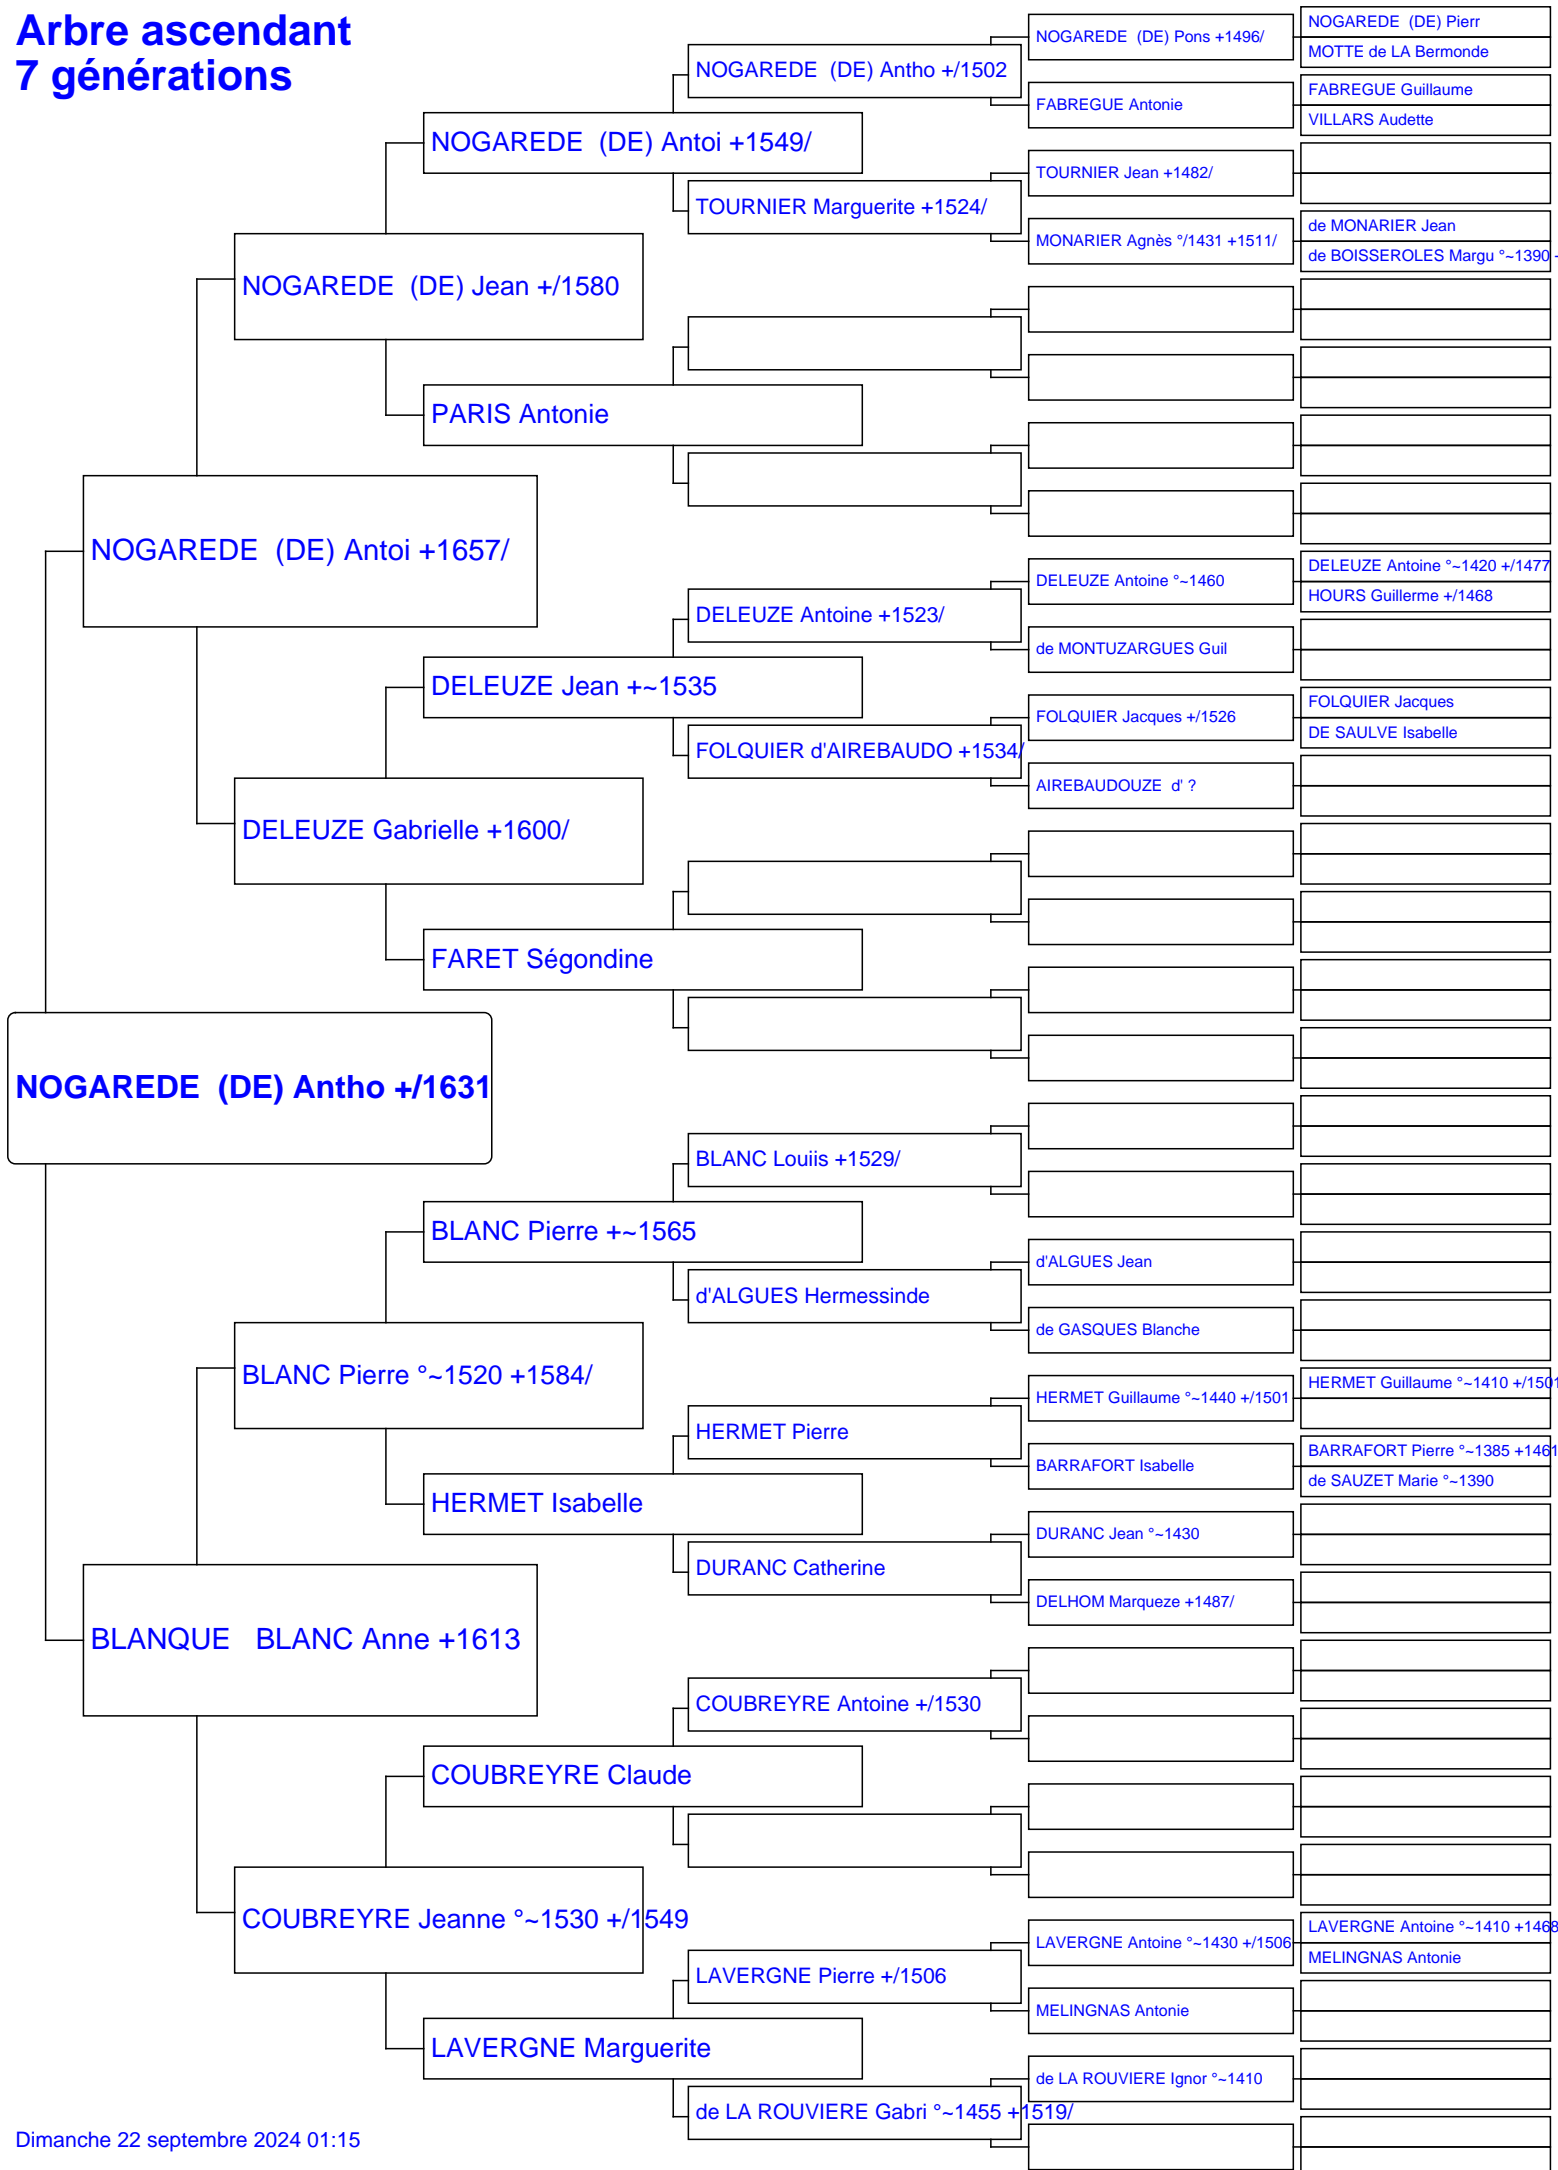 Arbre ascendant
7 générations
NOGAREDE  (DE) Antho +/1631
NOGAREDE  (DE) Antoi +1657/
BLANQUE   BLANC Anne +1613
NOGAREDE  (DE) Jean +/1580
DELEUZE Gabrielle +1600/
BLANC Pierre °~1520 +1584/
COUBREYRE Jeanne °~1530 +/1549
NOGAREDE  (DE) Antoi +1549/
PARIS Antonie
DELEUZE Jean +~1535
FARET Ségondine
BLANC Pierre +~1565
HERMET Isabelle
COUBREYRE Claude
LAVERGNE Marguerite
NOGAREDE  (DE) Antho +/1502
TOURNIER Marguerite +1524/
DELEUZE Antoine +1523/
FOLQUIER d'AIREBAUDO +1534/
BLANC Louiis +1529/
d'ALGUES Hermessinde
HERMET Pierre
DURANC Catherine
COUBREYRE Antoine +/1530
LAVERGNE Pierre +/1506
de LA ROUVIERE Gabri °~1455 +1519/
NOGAREDE  (DE) Pons +1496/
FABREGUE Antonie
TOURNIER Jean +1482/
MONARIER Agnès °/1431 +1511/
DELEUZE Antoine °~1460
de MONTUZARGUES Guil
FOLQUIER Jacques +/1526
AIREBAUDOUZE  d' ?
d'ALGUES Jean
de GASQUES Blanche
HERMET Guillaume °~1440 +/1501
BARRAFORT Isabelle
DURANC Jean °~1430
DELHOM Marqueze +1487/
LAVERGNE Antoine °~1430 +/1506
MELINGNAS Antonie
de LA ROUVIERE Ignor °~1410
NOGAREDE  (DE) Pierr
MOTTE de LA Bermonde
FABREGUE Guillaume
VILLARS Audette
de MONARIER Jean
de BOISSEROLES Margu °~1390 +
DELEUZE Antoine °~1420 +/1477
HOURS Guillerme +/1468
FOLQUIER Jacques
DE SAULVE Isabelle
HERMET Guillaume °~1410 +/1501
BARRAFORT Pierre °~1385 +1461
de SAUZET Marie °~1390
LAVERGNE Antoine °~1410 +1468
MELINGNAS Antonie
Dimanche 22 septembre 2024 01:15